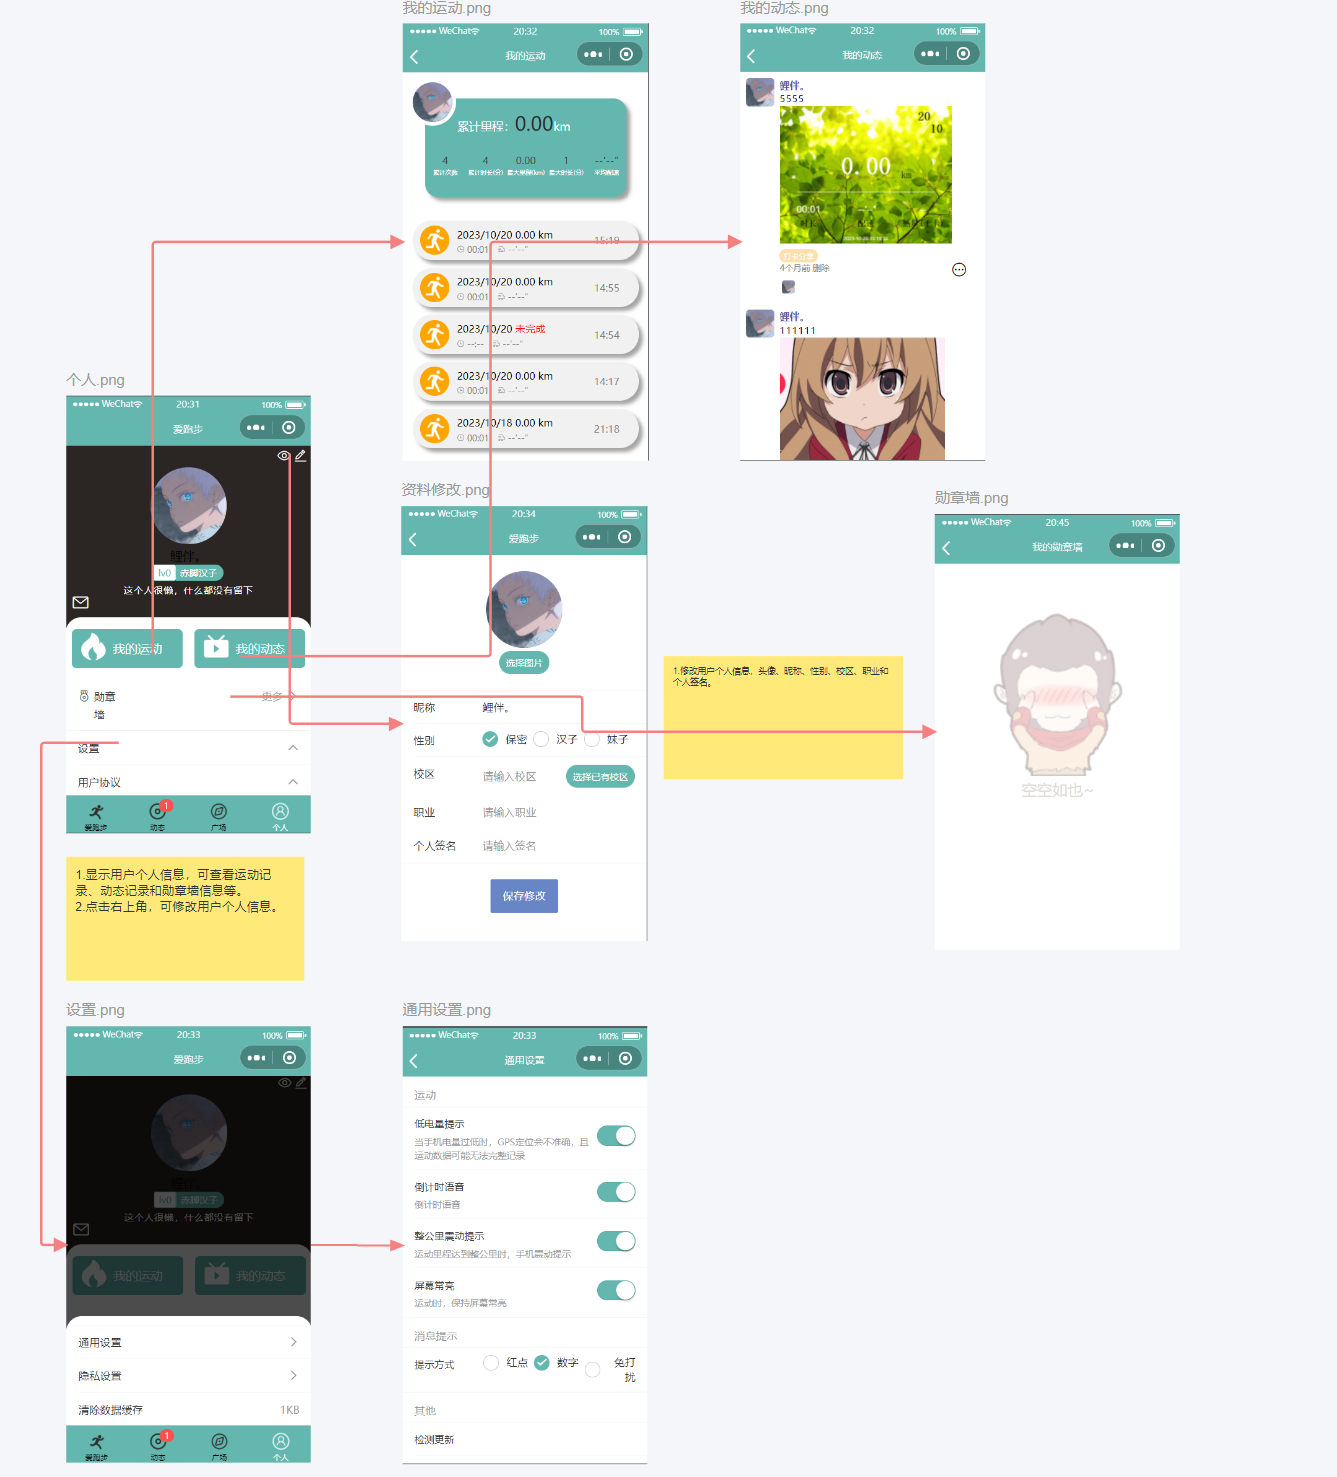 我的运动.png
WeChat
20:32
100%
我的运动
累计里程：0.00km
4
4
0.00
1
--'--"
累计次数
累计时长(分)
最大里程(km)
最大时长(分)
平均配速
2023/10/20 0.00 km
00:01
--'--"
15:19
2023/10/20 0.00 km
00:01
--'--"
14:55
2023/10/20 未完成
--:--
--'--"
14:54
2023/10/20 0.00 km
00:01
--'--"
14:17
2023/10/18 0.00 km
00:01
--'--"
21:18
我的动态.png
WeChat
20:32
100%
我的动态
鲤伴。
5555
20
10
0.00
km
00:01
打卡分享
4个月前 删除
鲤伴。
111111
个人.png
WeChat
20:31
100%
爱跑步
鲤伴。
lv0 赤脚汉子
这个人很懒，什么都没有留下
我的运动
我的动态
勋章
墙
更多
设置
用户协议
爱跑步
动态
1
广场
个人
1.显示用户个人信息，可查看运动记
录、动态记录和勋章墙信息等。
2.点击右上角，可修改用户个人信息。
资料修改.png
WeChat
20:34
100%
爱跑步
选择图片
昵称
鲤伴。
性别
保密
汉子
妹子
校区
请输入校区
选择已有校区
职业
请输入职业
个人签名
请输入签名
保存修改
1.修改用户个人信息、头像、昵称、性别、校区、职业和
个人签名。
勋章墙.png
WeChat
20:45
100%
我的勋章墙
空空如也~
设置.png
WeChat
20:33
100%
爱跑步
鲤伴。
lv0 赤脚汉子
这个人很懒，什么都没有留下
我的运动
我的动态
通用设置
隐私设置
清除数据缓存
1KB
爱跑步
动态
1
广场
个人
通用设置.png
WeChat
20:33
100%
通用设置
运动
低电量提示
当手机电量过低时，GPS定位会不准确，且
运动数据可能无法完整记录
倒计时语音
倒计时语音
整公里震动提示
运动里程达到整公里时，手机震动提示
屏幕常亮
运动时，保持屏幕常亮
消息提示
提示方式
红点
数字
免打
扰
其他
检测更新